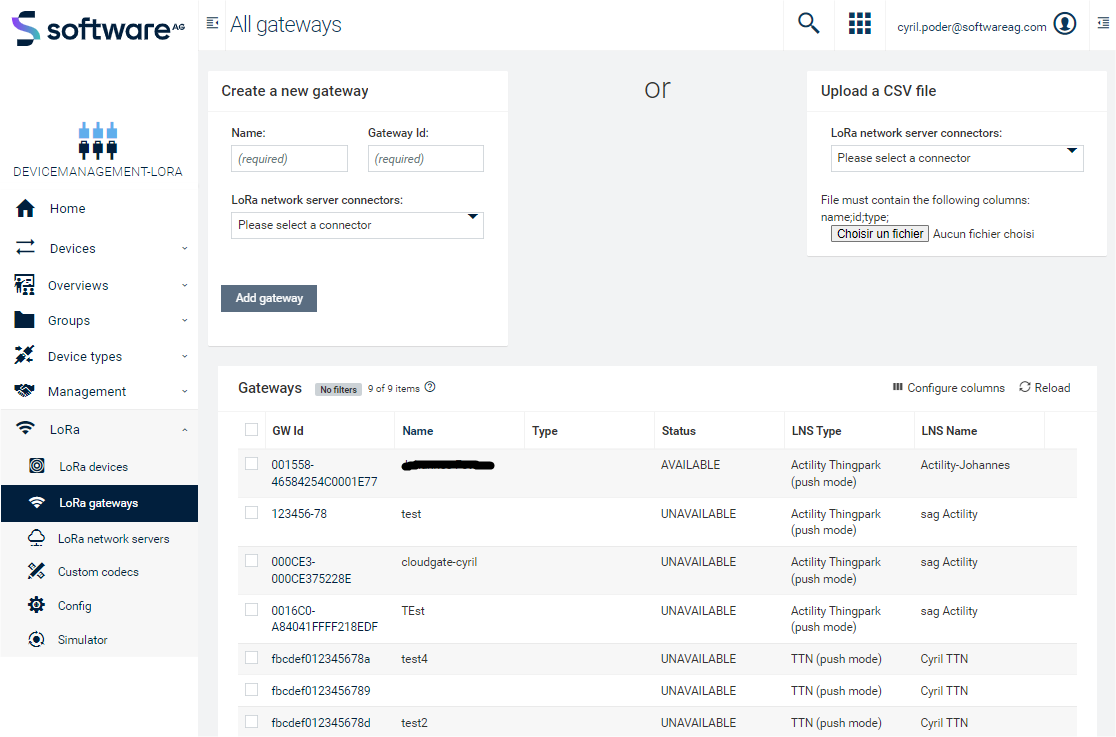 software AG
All gateways
cyril.poder@softwareag.com
DEVICEMANAGEMENT-LORA
Home
Devices
Overviews
Groups
Device types
Management
LoRa
LoRa devices
LoRa gateways
LoRa network servers
Custom codecs
Config
Simulator
Create a new gateway
Name:
Gateway Id:
(required)
(required)
LoRa network server connectors:
Please select a connector
Add gateway
or
Upload a CSV file
LoRa network server connectors:
Please select a connector
File must contain the following columns:
name;id;type;
Choisir un fichier Aucun fichier choisi
Gateways No filters 9 of 9 items ?
Configure columns Reload
GW Id Name Type Status LNS Type LNS Name
001558- AVAILABLE Actility Thingpark Actility-Johannes
46584254C0001E77 (push mode)
123456-78 test UNAVAILABLE Actility Thingpark sag Actility
(push mode)
000CE3- cloudgate-cyril UNAVAILABLE Actility Thingpark sag Actility
000CE375228E (push mode)
0016C0- TEst UNAVAILABLE Actility Thingpark sag Actility
A84041FFFF218EDF (push mode)
fbcdef012345678a test4 UNAVAILABLE TTN (push mode) Cyril TTN
fbcdef0123456789 UNAVAILABLE TTN (push mode) Cyril TTN
fbcdef012345678d test2 UNAVAILABLE TTN (push mode) Cyril TTN